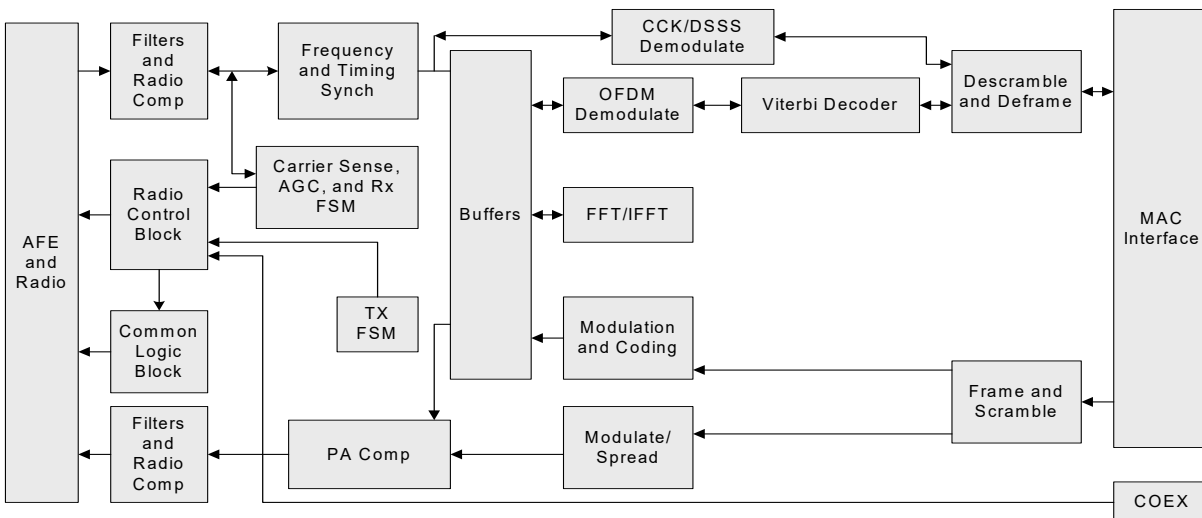 CCK/DSSS
Demodulate
Filters
and
Radio
Comp
Frequency
and Timing
Synch
Descramble
and Deframe
OFDM
Demodulate
Viterbi Decoder
Carrier Sense,
AGC, and Rx
FSM
Radio
Control
Block
Buffers
FFT/IFFT
MAC
Interface
AFE
and
Radio
TX
FSM
Common
Logic
Block
Modulation
and Coding
Frame and
Scramble
Filters
and
Radio
Comp
PA Comp
Modulate/
Spread
COEX